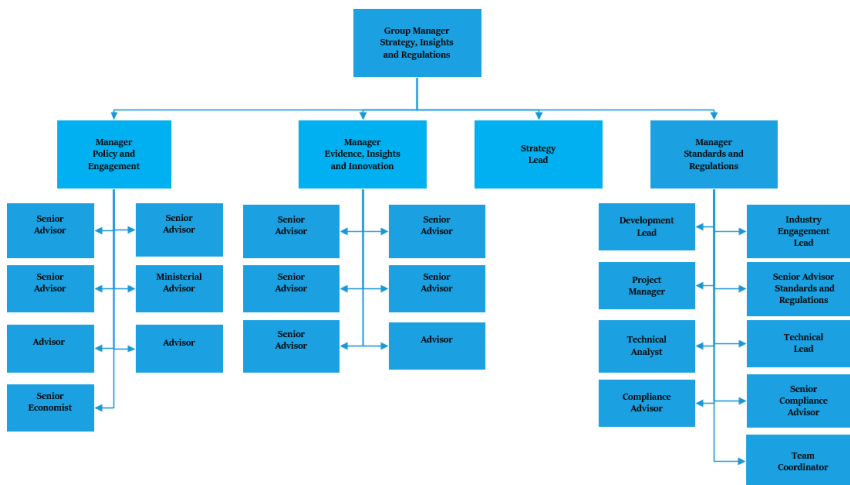 Group Manager
Strategy, Insights
and Regulations
Manager
Policy and
Engagement
Manager
Evidence, Insights
and Innovation
Strategy
Lead
Manager
Standards and
Regulations
Senior
Advisor
Senior
Advisor
Senior
Advisor
Ministerial
Advisor
Advisor
Advisor
Senior
Economist
Senior
Advisor
Senior
Advisor
Senior
Advisor
Senior
Advisor
Senior
Advisor
Advisor
Development
Lead
Industry
Engagement
Lead
Project
Manager
Senior Advisor
Standards and
Regulations
Technical
Analyst
Technical
Lead
Compliance
Advisor
Senior
Compliance
Advisor
Team
Coordinator